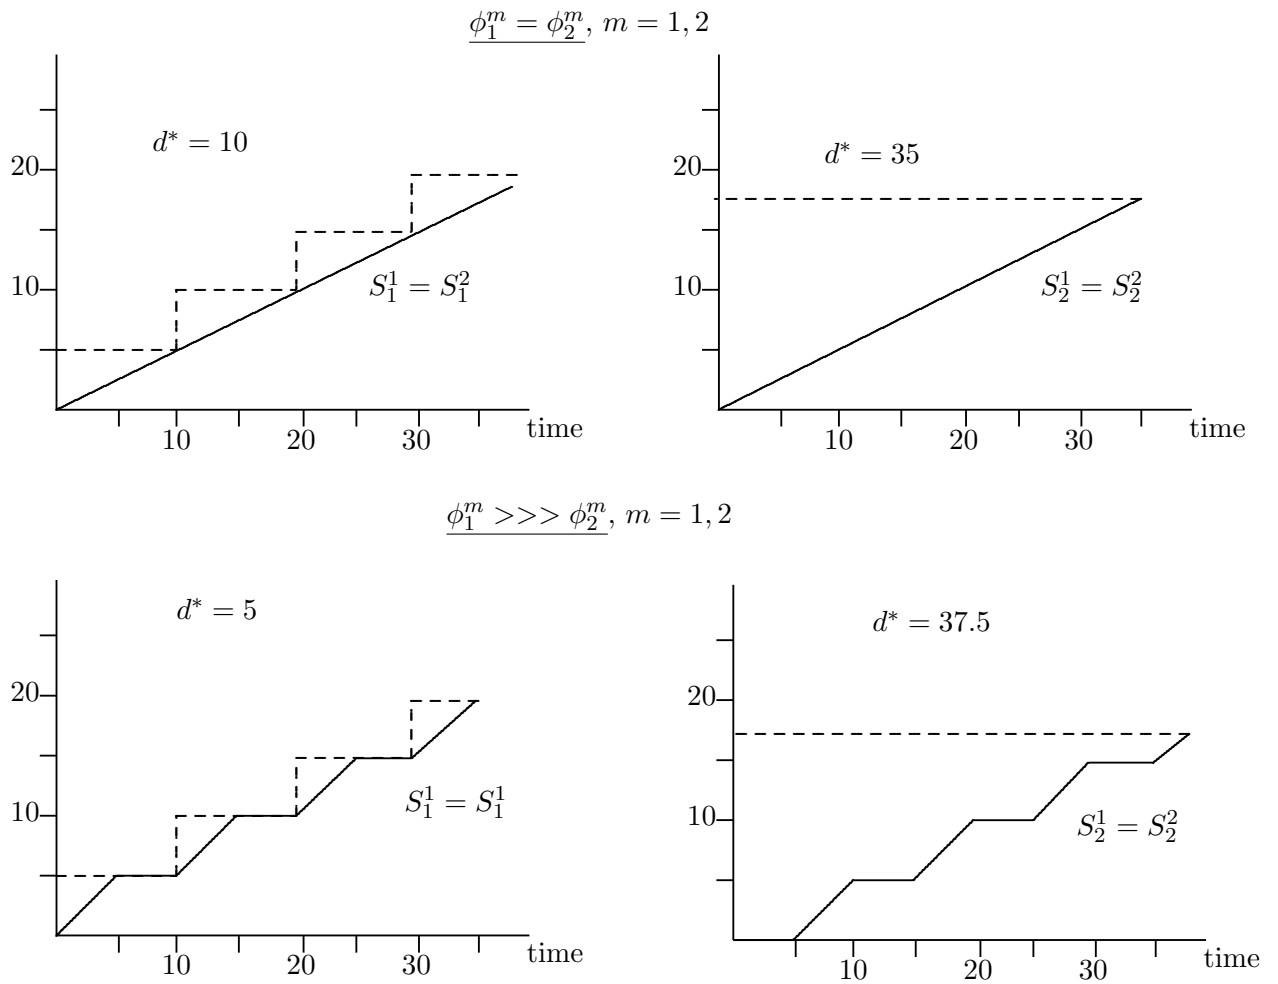 $\phi_1^m = \phi_2^m$, $m = 1, 2$
$d^* = 10$
20
10
$S_1^1 = S_1^2$
10 20 30 time
$d^* = 35$
20
10
$S_2^1 = S_2^2$
10 20 30 time
$\phi_1^m >>> \phi_2^m$, $m = 1, 2$
$d^* = 5$
20
10
$S_1^1 = S_1^1$
10 20 30 time
$d^* = 37.5$
20
10
$S_2^1 = S_2^2$
10 20 30 time